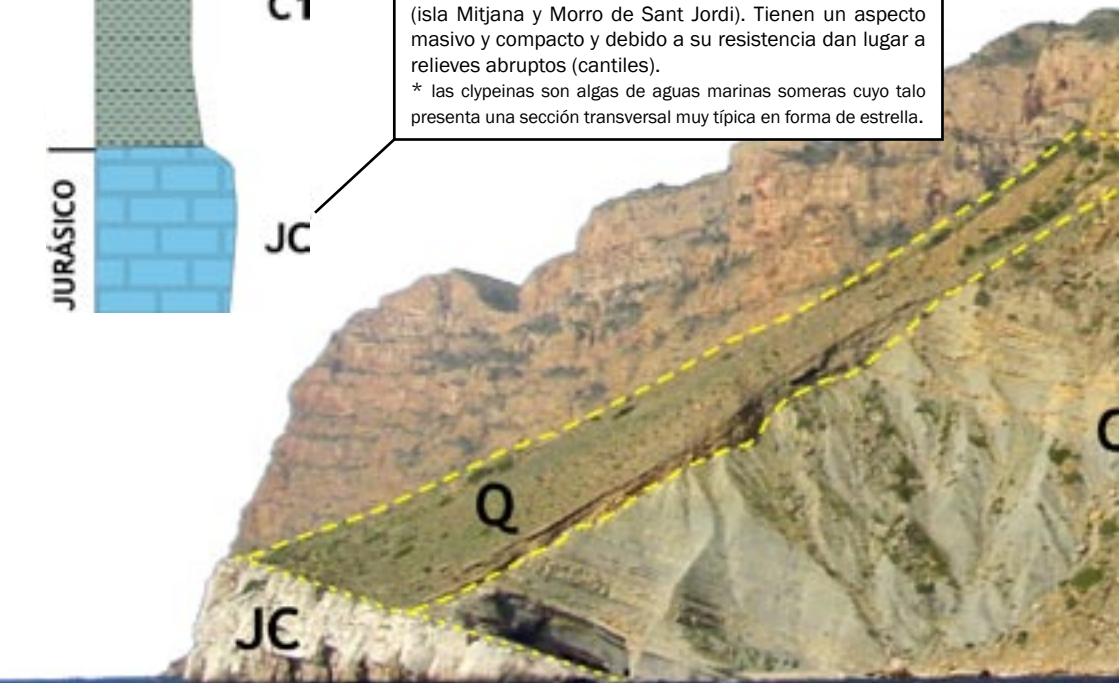 C1
(isla Mitjana y Morro de Sant Jordi). Tienen un aspecto
masivo y compacto y debido a su resistencia dan lugar a
relieves abruptos (cantiles).
* las clypeinas son algas de aguas marinas someras cuyo talo
presenta una sección transversal muy típica en forma de estrella.
JURÁSICO
JC
Q
JC